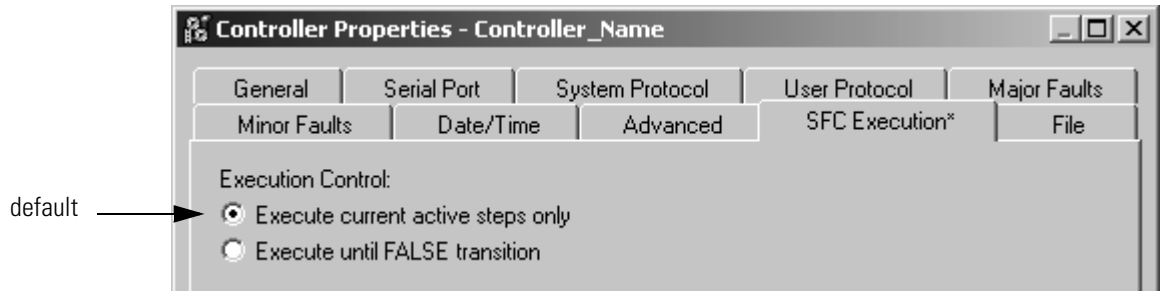 Controller Properties - Controller_Name
General Serial Port System Protocol User Protocol Major Faults
Minor Faults Date/Time Advanced SFC Execution* File
Execution Control:
default
Execute current active steps only
Execute until FALSE transition